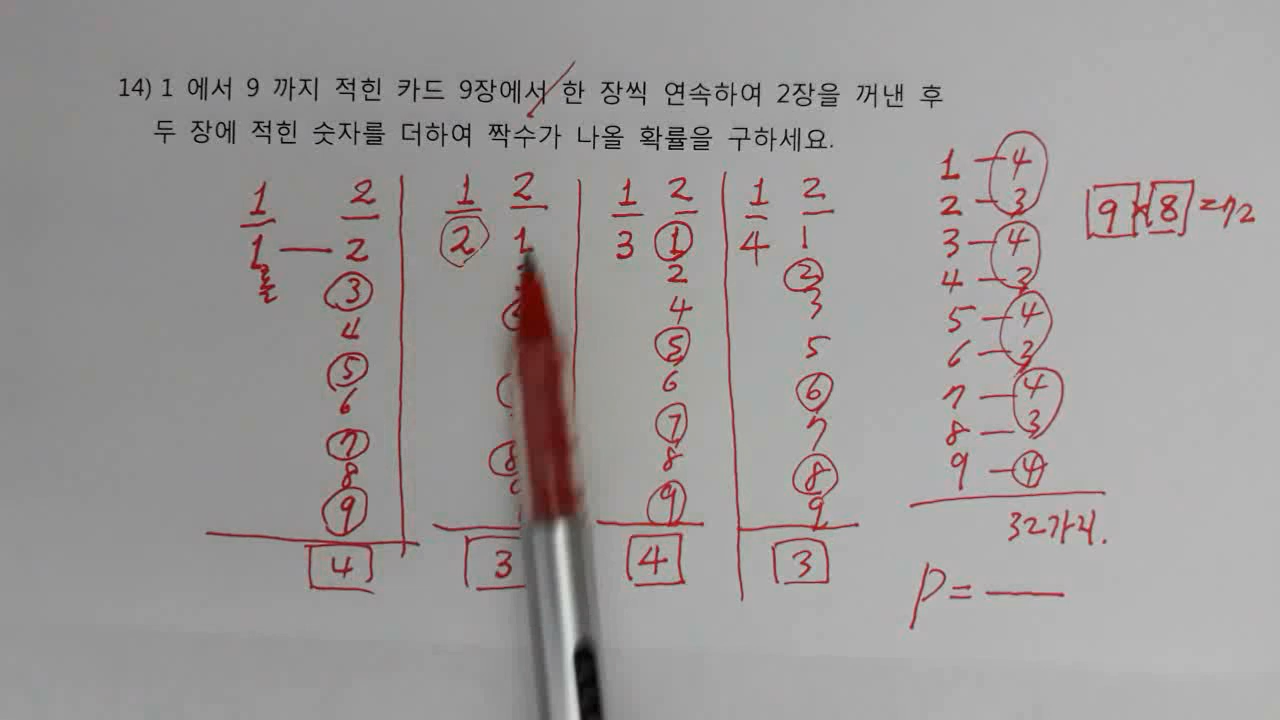 14) 1 에서 9 까지 적힌 카드 9장에서 한 장씩 연속하여 2장을 꺼낸 후
두 장에 적힌 숫자를 더하여 짝수가 나올 확률을 구하세요.
1 2
1 — 2
3
4
5
6
7
8
9
4
1 2
2 1
8
3
1 2
3 1
2
4
5
6
7
8
9
4
1 2
4 1
2
3
5
6
7
8
9
3
1 — 4
2 — 3
3 — 4
4 — 3
5 — 4
6 — 3
7 — 4
8 — 3
9 — 4
32가지.
P = —
9 × 8 = 72